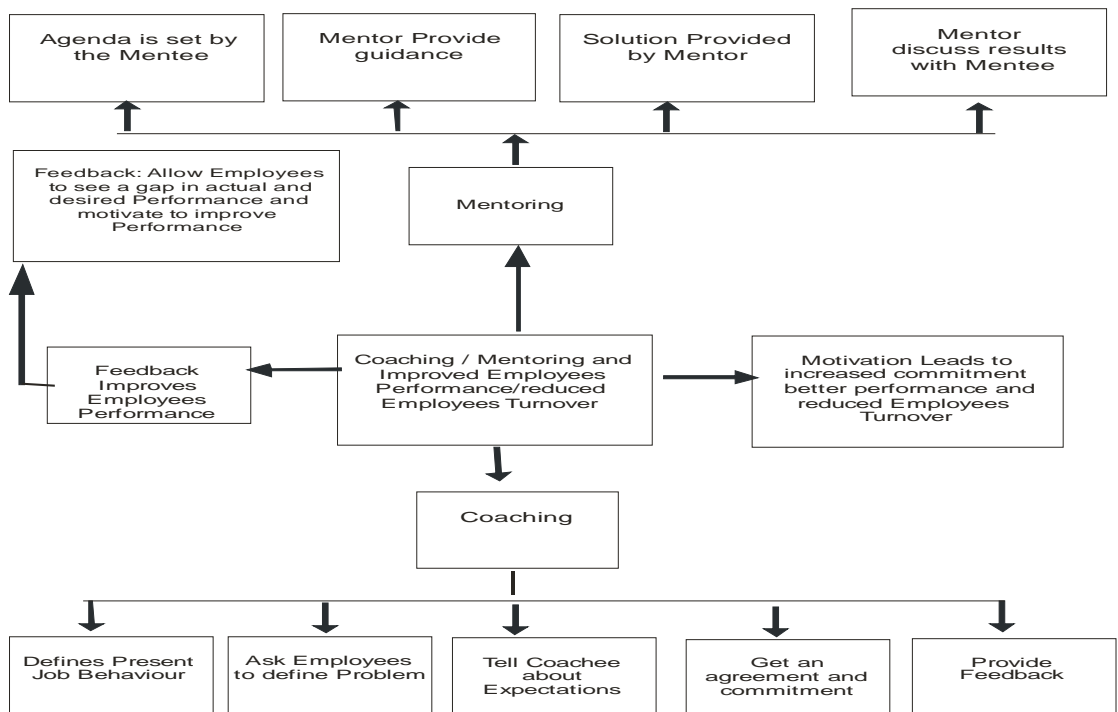 Agenda is set by
the Mentee
Mentor Provide
guidance
Solution Provided
by Mentor
Mentor
discuss results
with Mentee
Feedback: Allow Employees
to see a gap in actual and
desired Performance and
motivate to improve
Performance
Mentoring
Feedback
Improves
Employees
Performance
Coaching / Mentoring and
Improved Employees
Performance/reduced
Employees Turnover
Motivation Leads to
increased commitment
better performance and
reduced Employees
Turnover
Coaching
Defines Present
Job Behaviour
Ask Employees
to define Problem
Tell Coachee
about
Expectations
Get an
agreement and
commitment
Provide
Feedback